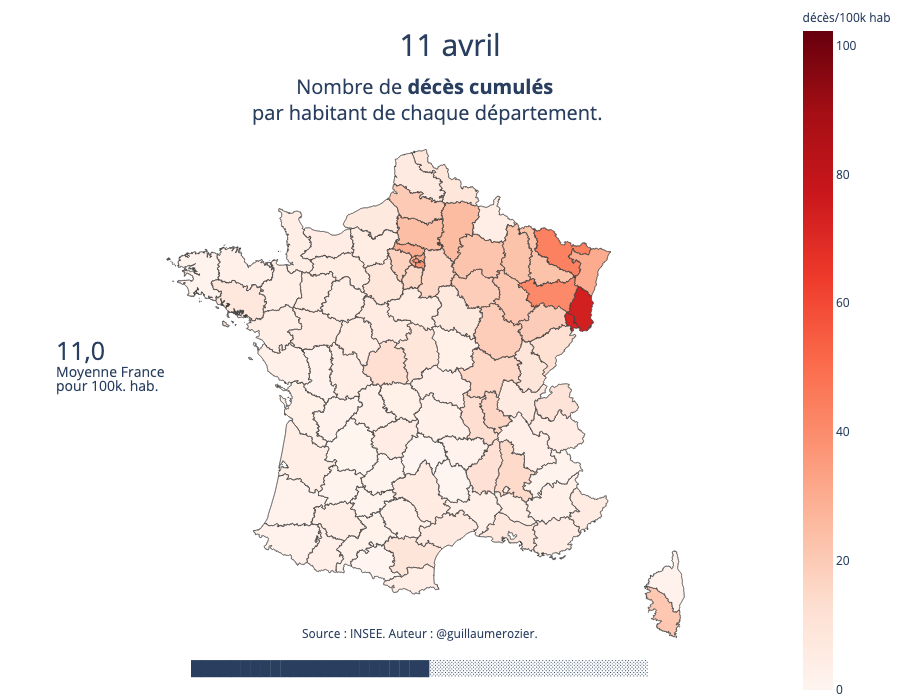 décès/100k hab
11 avril
Nombre de décès cumulés
par habitant de chaque département.
100
80
60
40
20
0
11,0
Moyenne France
pour 100k. hab.
Source : INSEE. Auteur : @guillaumerozier.